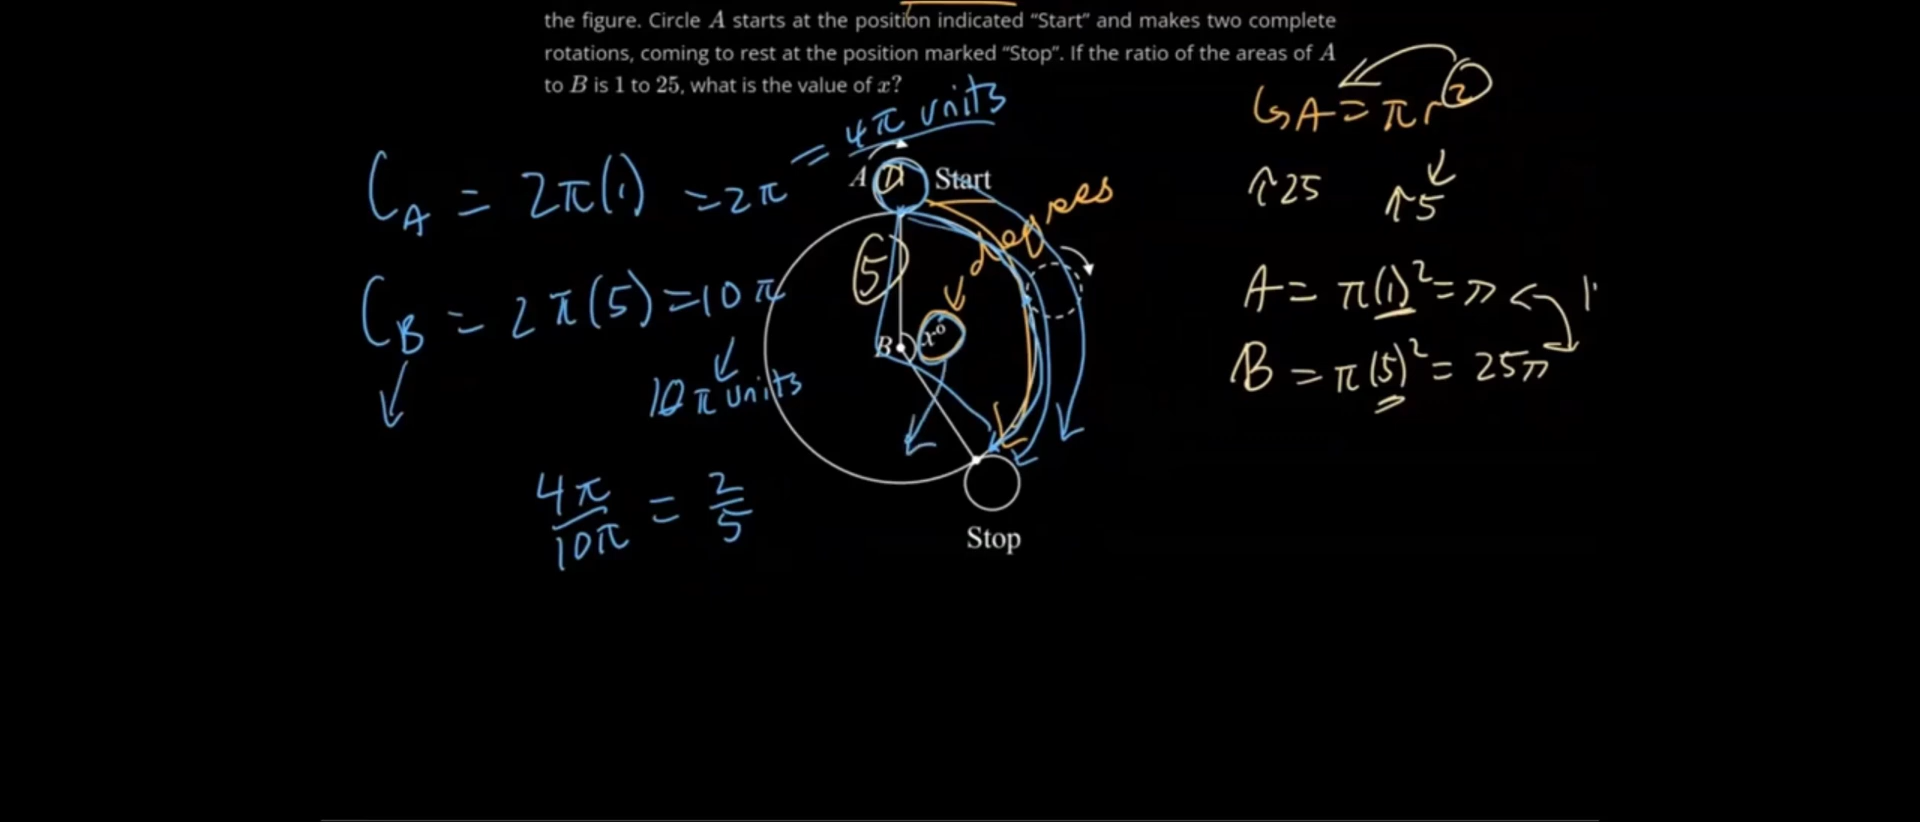 the figure. Circle A starts at the position indicated “Start” and makes two complete
rotations, coming to rest at the position marked “Stop”. If the ratio of the areas of A
to B is 1 to 25, what is the value of x?
C_A = 2π(1) = 2π = 4π units
A 1 Start
degrees
C_B = 2π(5) = 10π
5
B x°
10π units
4π/10π = 2/5
Stop
A = πr²
↑25 ↑5
A = π(1)² = π
B = π(5)² = 25π